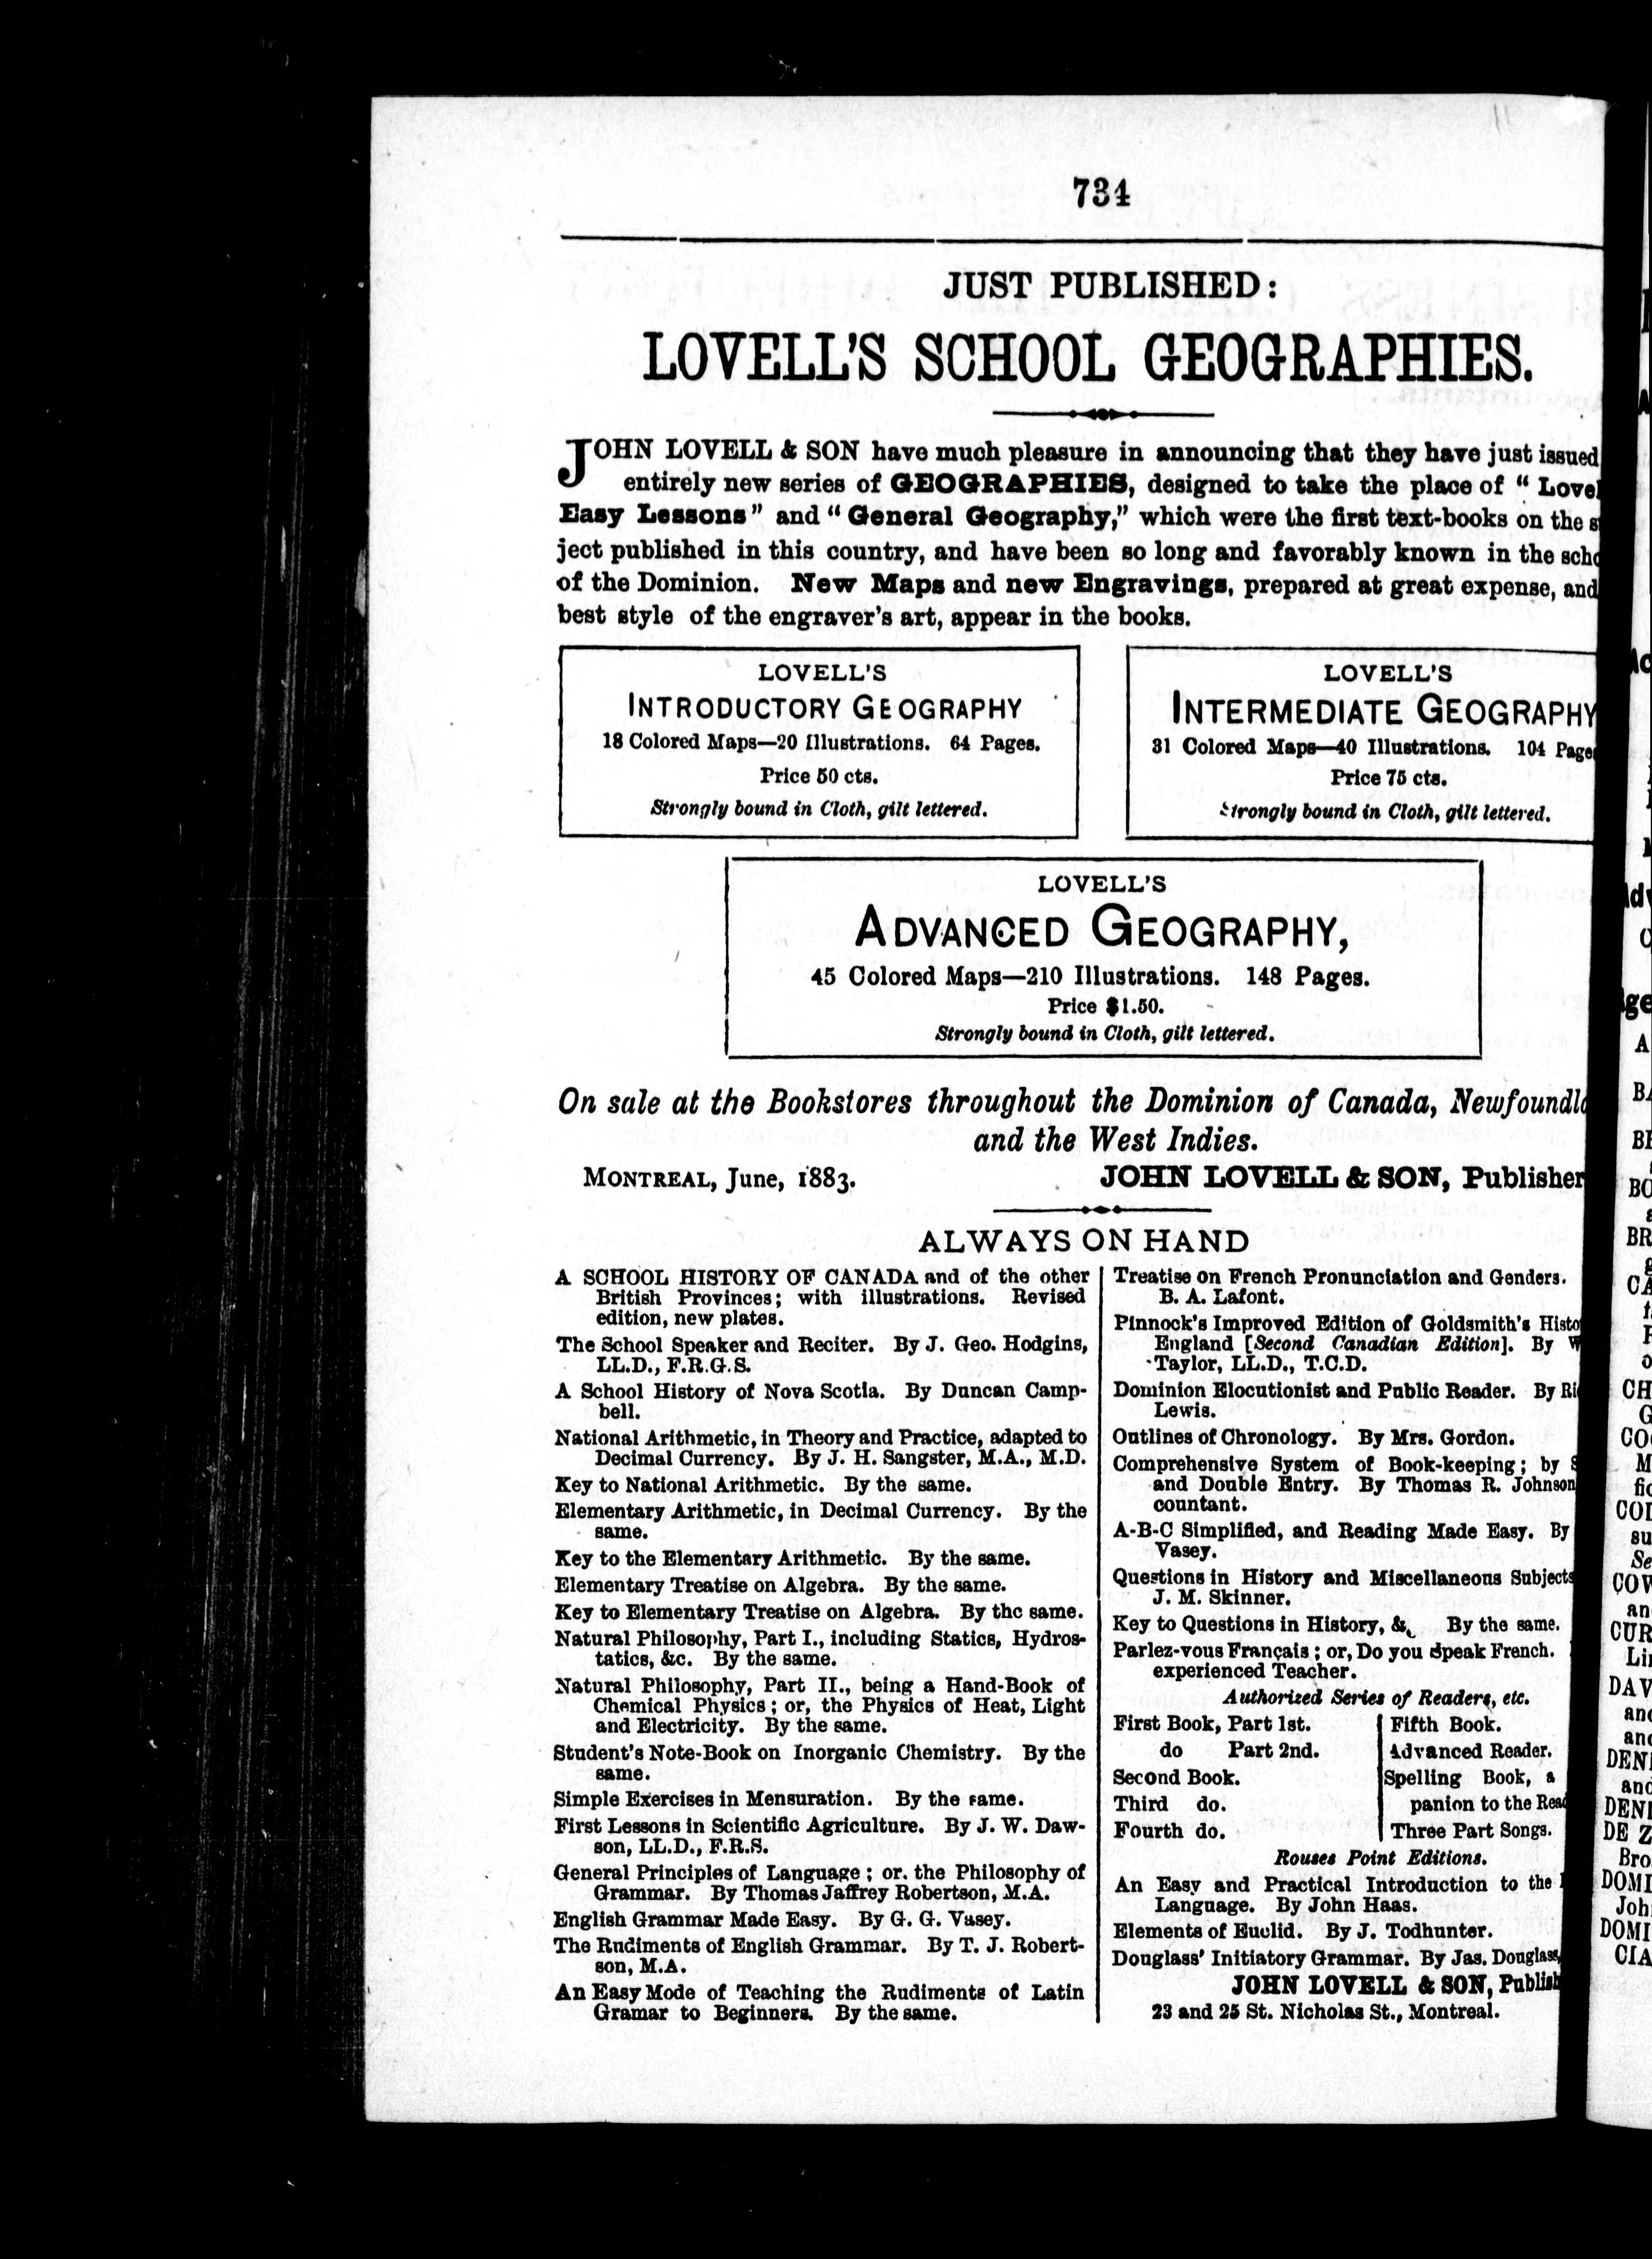 734
JUST PUBLISHED:
LOVELL'S SCHOOL GEOGRAPHIES.
JOHN LOVELL & SON have much pleasure in announcing that they have just issued
entirely new series of GEOGRAPHIES, designed to take the place of "
Easy Lessons" and "General Geography," which were the first text-books on the
ject published in this country, and have been so long and favorably known in the
of the Dominion. New Maps and new Engravings, prepared at great expense, and
best style of the engraver's art, appear in the books.
LOVELL'S
INTRODUCTORY GEOGRAPHY
18 Colored Maps—20 Illustrations. 64 Pages.
Price 50 cts.
Strongly bound in Cloth, gilt lettered.
LOVELL'S
INTERMEDIATE GEOGRAPHY
31 Colored Maps—40 Illustrations. 104
Price 75 cts.
Strongly bound in Cloth, gilt lettered.
LOVELL'S
ADVANCED GEOGRAPHY,
45 Colored Maps—210 Illustrations. 148 Pages.
Price $1.50.
Strongly bound in Cloth, gilt lettered.
On sale at the Bookstores throughout the Dominion of Canada,
and the West Indies.
MONTREAL, June, 1883.
JOHN LOVELL & SON, Publisher
ALWAYS ON HAND
A SCHOOL HISTORY OF CANADA and of the other
British Provinces; with illustrations. Revised
edition, new plates.
The School Speaker and Reciter. By J. Geo. Hodgins,
LL.D., F.R.G.S.
A School History of Nova Scotia. By Duncan Camp-
bell.
National Arithmetic, in Theory and Practice, adapted to
Decimal Currency. By J. H. Sangster, M.A., M.D.
Key to National Arithmetic. By the same.
Elementary Arithmetic, in Decimal Currency. By the
same.
Key to the Elementary Arithmetic. By the same.
Elementary Treatise on Algebra. By the same.
Key to Elementary Treatise on Algebra. By the same.
Natural Philosophy, Part I., including Statics, Hydros-
tatics, &c. By the same.
Natural Philosophy, Part II., being a Hand-Book of
Chemical Physics; or, the Physics of Heat, Light
and Electricity. By the same.
Student's Note-Book on Inorganic Chemistry. By the
same.
Simple Exercises in Mensuration. By the same.
First Lessons in Scientific Agriculture. By J. W. Daw-
son, LL.D., F.R.S.
General Principles of Language; or, the Philosophy of
Grammar. By Thomas Jaffrey Robertson, M.A.
English Grammar Made Easy. By G. G. Vasey.
The Rudiments of English Grammar. By T. J. Robert-
son, M.A.
An Easy Mode of Teaching the Rudiments of Latin
Gramar to Beginners. By the same.
Treatise on French Pronunciation and Genders.
B. A. Lafont.
Pinnock's Improved Edition of Goldsmith's
England [Second Canadian Edition]. By
Taylor, LL.D., T.C.D.
Dominion Elocutionist and Public Reader. By
Lewis.
Outlines of Chronology. By Mrs. Gordon.
Comprehensive System of Book-keeping; by
and Double Entry. By Thomas R. Johnson
countant.
A-B-C Simplified, and Reading Made Easy. By
Vasey.
Questions in History and Miscellaneous Subjects
J. M. Skinner.
Key to Questions in History, & By the same.
Parlez-vous Français; or, Do you Speak French.
experienced Teacher.
Authorized Series of Readers, etc.
First Book, Part 1st.
do Part 2nd.
Second Book.
Third do.
Fourth do.
Fifth Book.
Advanced Reader.
Spelling Book, a
panion to the
Three Part Songs.
Rouses Point Editions.
An Easy and Practical Introduction to the
Language. By John Haas.
Elements of Euclid. By J. Todhunter.
Douglass' Initiatory Grammar. By Jas. Douglass,
JOHN LOVELL & SON,
23 and 25 St. Nicholas St., Montreal.